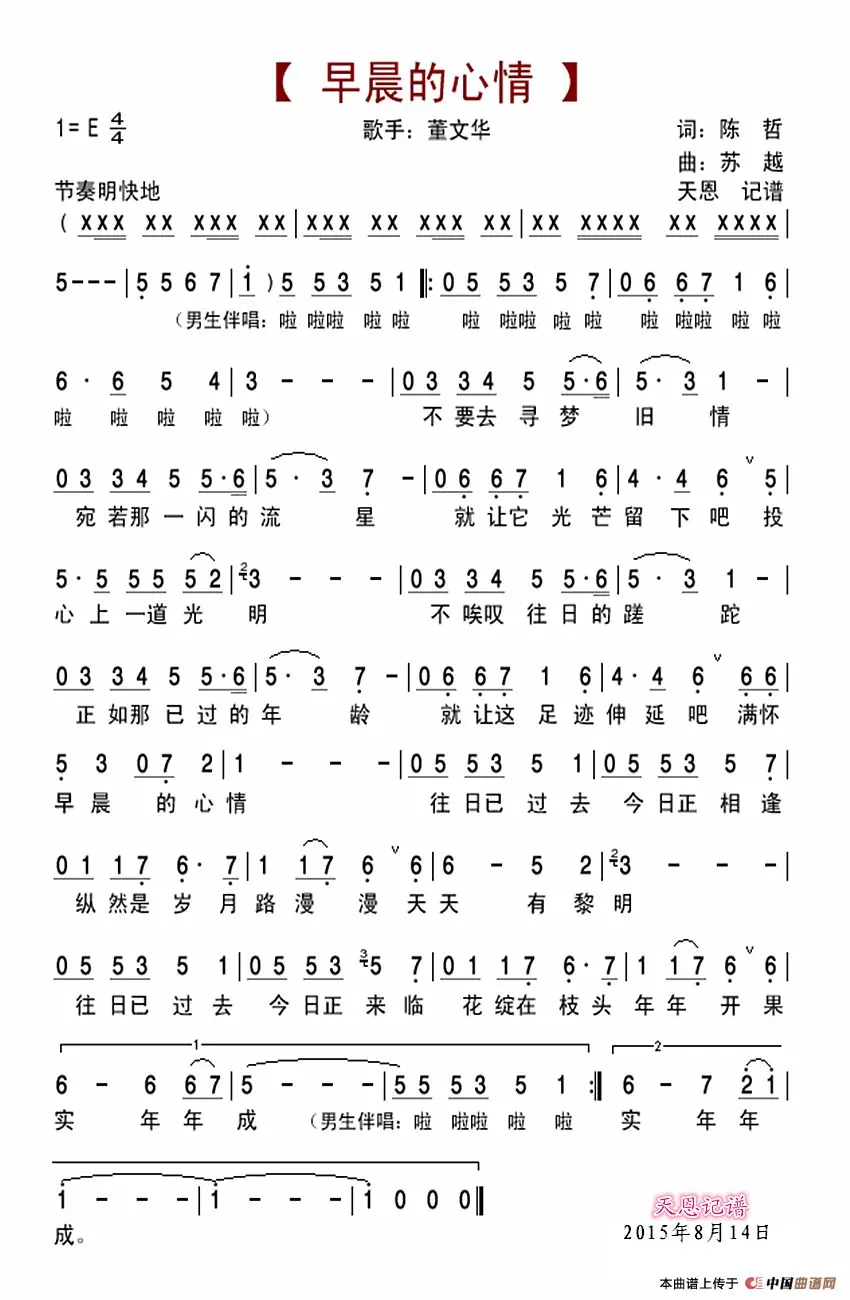 【 早晨的心情 】
1= E 4/4 歌手：董文华 词：陈 哲
曲：苏 越
节奏明快地 天恩 记谱
( X X X X X X X X X X | X X X X X X X X X X | X X X X X X X X X X X X |
5 - - - | 5 5 6 7 | 1 ) 5 5 3 5 1 ‖: 0 5 5 3 5 7 | 0 6 6 7 1 6 |
（男生伴唱：啦 啦啦 啦 啦 啦 啦啦 啦 啦 啦 啦啦 啦 啦
6 · 6 5 4 | 3 - - - | 0 3 3 4 5 5·6 | 5 · 3 1 - |
啦 啦 啦 啦 啦） 不 要去 寻 梦 旧 情
0 3 3 4 5 5·6 | 5 · 3 7 - | 0 6 6 7 1 6 | 4 · 4 6 ∨ 5 |
宛 若那 一 闪 的 流 星 就 让它 光 芒 留 下 吧 投
5 · 5 5 5 5 2 | 2 3 - - - | 0 3 3 4 5 5·6 | 5 · 3 1 - |
心 上 一道 光 明 不 唉叹 往 日 的 蹉 跎
0 3 3 4 5 5·6 | 5 · 3 7 - | 0 6 6 7 1 6 | 4 · 4 6 ∨ 6 6 |
正 如那 已 过 的 年 龄 就 让这 足 迹 伸 延 吧 满怀
5 3 0 7 2 | 1 - - - | 0 5 5 3 5 1 | 0 5 5 3 5 7 |
早 晨 的 心 情 往 日已 过 去 今 日正 相 逢
0 1 1 7 6 · 7 | 1 1 7 6 ∨ 6 | 6 - 5 2 | 2 3 - - - |
纵 然是 岁 月 路 漫 漫 天 天 有 黎 明
0 5 5 3 5 1 | 0 5 5 3 3 5 7 | 0 1 1 7 6 · 7 | 1 1 7 6 ∨ 6 |
往 日已 过 去 今 日正 来 临 花 绽在 枝 头 年 年 开 果
1 2
6 - 6 6 7 | 5 - - - | 5 5 5 3 5 1 :‖ 6 - 7 2 1 |
实 年 年 成 （男生伴唱：啦 啦啦 啦 啦 实 年 年
1 - - - | 1 - - - | 1 0 0 0 ‖
成。
天恩记谱
2015年8月14日
本曲谱上传于 中国曲谱网